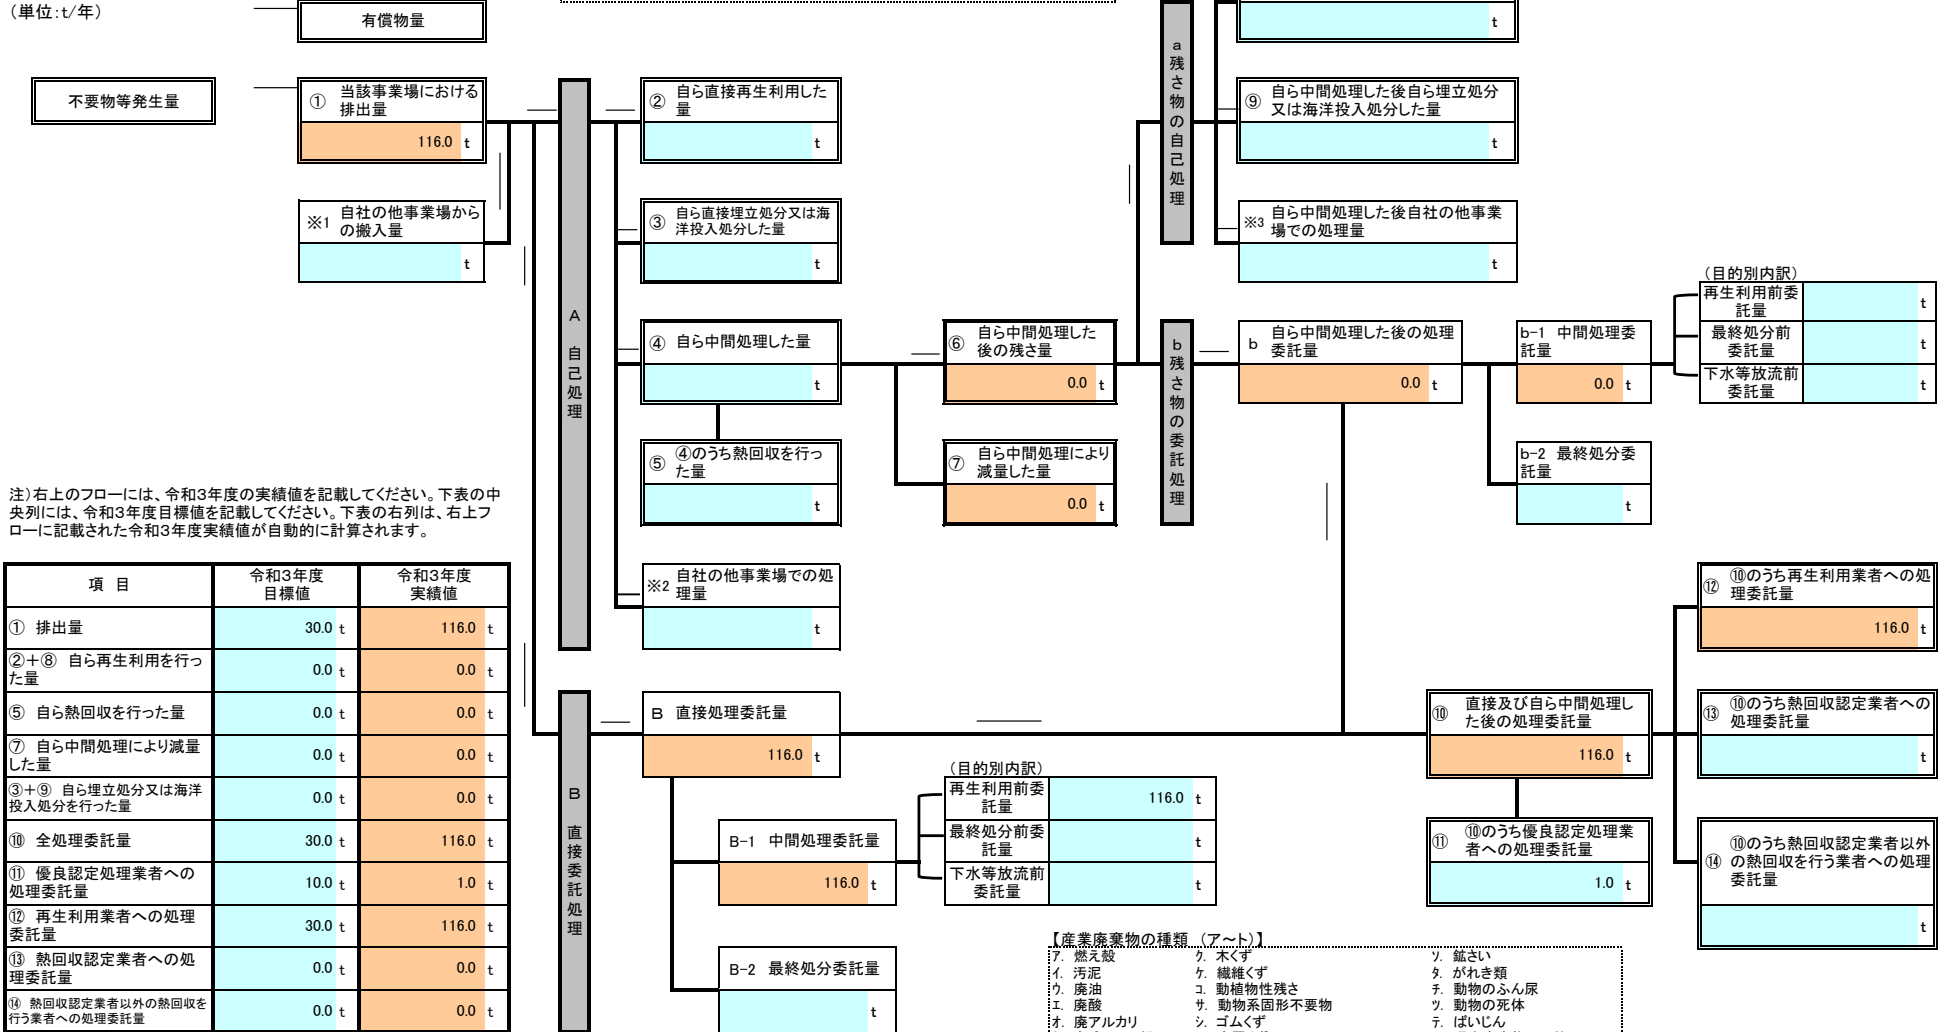 （単位：ｔ/年）
有償物量
ｔ
不要物等発生量
① 当該事業場における
排出量
116.0 ｔ
② 自ら直接再生利用した
量
ｔ
a 残さ物の自己処理
⑨ 自ら中間処理した後自ら埋立処分
又は海洋投入処分した量
ｔ
※1 自社の他事業場から
の搬入量
ｔ
③ 自ら直接埋立処分又は海
洋投入処分した量
ｔ
※3 自ら中間処理した後自社の他事業
場での処理量
ｔ
A 自己処理
④ 自ら中間処理した量
ｔ
⑥ 自ら中間処理した
後の残さ量
0.0 ｔ
b 残さ物の委託処理
b 自ら中間処理した後の処理
委託量
0.0 ｔ
b-1 中間処理委
託量
0.0 ｔ
（目的別内訳）
再生利用前委
託量
ｔ
最終処分前
委託量
ｔ
下水等放流前
委託量
ｔ
⑤ ④のうち熱回収を行っ
た量
ｔ
⑦ 自ら中間処理により
減量した量
0.0 ｔ
b-2 最終処分委
託量
ｔ
注）右上のフローには、令和３年度の実績値を記載してください。下表の中
央列には、令和３年度目標値を記載してください。下表の右列は、右上フ
ローに記載された令和３年度実績値が自動的に計算されます。
※2 自社の他事業場での処
理量
ｔ
項 目 令和３年度
目標値 令和３年度
実績値
① 排出量 30.0 ｔ 116.0 ｔ
②＋⑧ 自ら再生利用を行っ
た量 0.0 ｔ 0.0 ｔ
⑤ 自ら熱回収を行った量 0.0 ｔ 0.0 ｔ
⑦ 自ら中間処理により減量
した量 0.0 ｔ 0.0 ｔ
③＋⑨ 自ら埋立処分又は海洋
投入処分を行った量 0.0 ｔ 0.0 ｔ
⑩ 全処理委託量 30.0 ｔ 116.0 ｔ
⑪ 優良認定処理業者への
処理委託量 10.0 ｔ 1.0 ｔ
⑫ 再生利用業者への処理
委託量 30.0 ｔ 116.0 ｔ
⑬ 熱回収認定業者への処
理委託量 0.0 ｔ 0.0 ｔ
⑭ 熱回収認定業者以外の熱回収を
行う業者への処理委託量 0.0 ｔ 0.0 ｔ
B 直接委託処理
B 直接処理委託量
116.0 ｔ
B-1 中間処理委託量
116.0 ｔ
（目的別内訳）
再生利用前委
託量
116.0 ｔ
最終処分前委
託量
ｔ
下水等放流前
委託量
ｔ
B-2 最終処分委託量
ｔ
⑩ 直接及び自ら中間処理し
た後の処理委託量
116.0 ｔ
⑪ ⑩のうち優良認定処理業
者への処理委託量
1.0 ｔ
⑫ ⑩のうち再生利用業者への処
理委託量
116.0 ｔ
⑬ ⑩のうち熱回収認定業者への
処理委託量
ｔ
⑭ ⑩のうち熱回収認定業者以外
の熱回収を行う業者への処理
委託量
ｔ
【産業廃棄物の種類 （ア～ト）】
ア. 燃え殻 ク. 木くず ソ. 鉱さい
イ. 汚泥 ケ. 繊維くず タ. がれき類
ウ. 廃油 コ. 動植物性残さ チ. 動物のふん尿
エ. 廃酸 サ. 動物系固形不要物 ツ. 動物の死体
オ. 廃アルカリ シ. ゴムくず テ. ばいじん